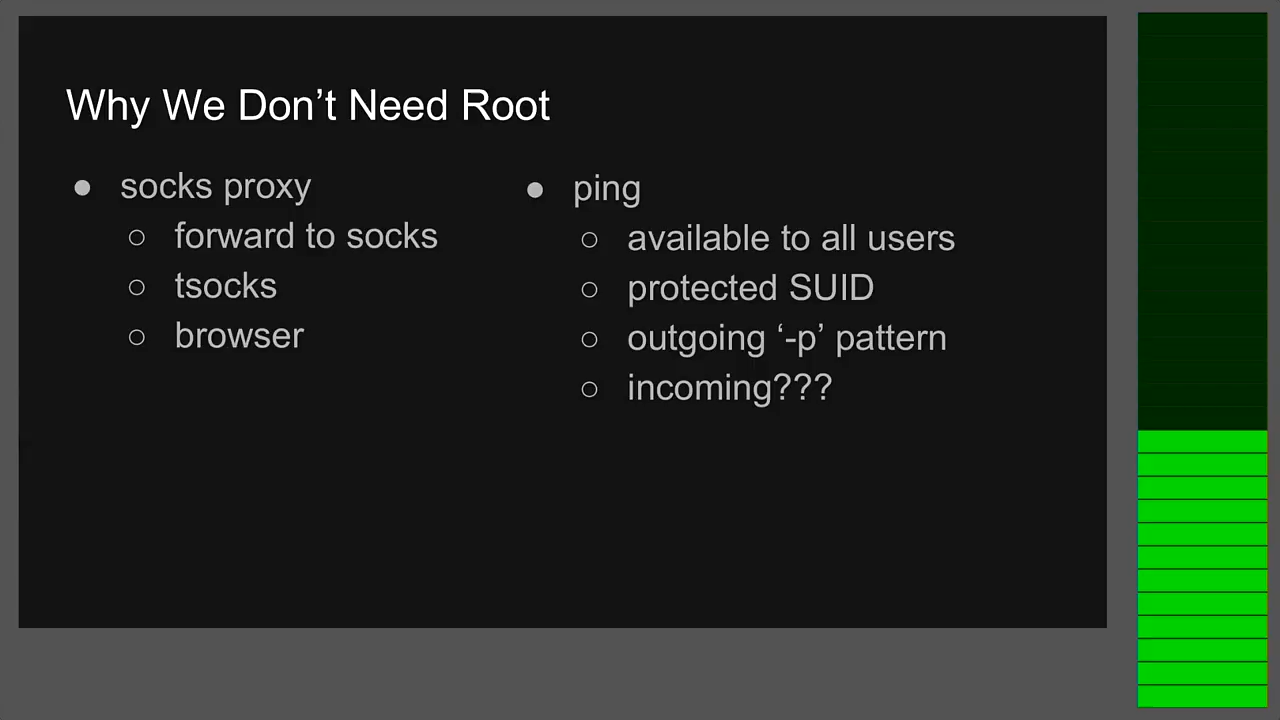 Why We Don’t Need Root
● socks proxy
○ forward to socks
○ tsocks
○ browser
● ping
○ available to all users
○ protected SUID
○ outgoing ‘-p’ pattern
○ incoming???